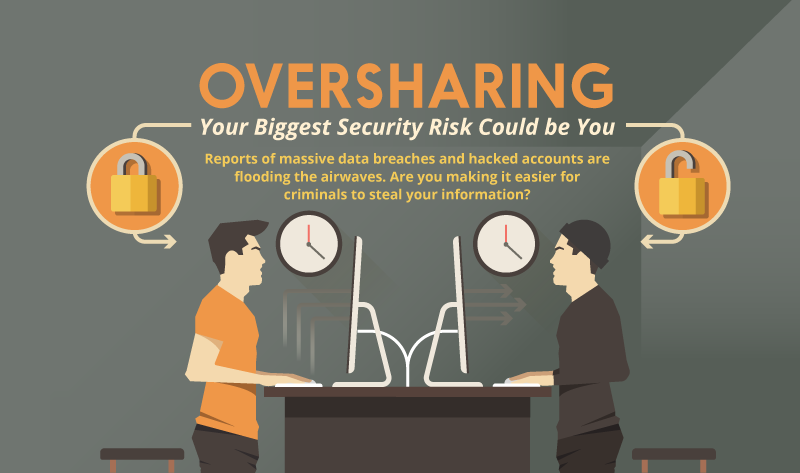 OVERSHARING
Your Biggest Security Risk Could be You
Reports of massive data breaches and hacked accounts are
flooding the airwaves. Are you making it easier for
criminals to steal your information?